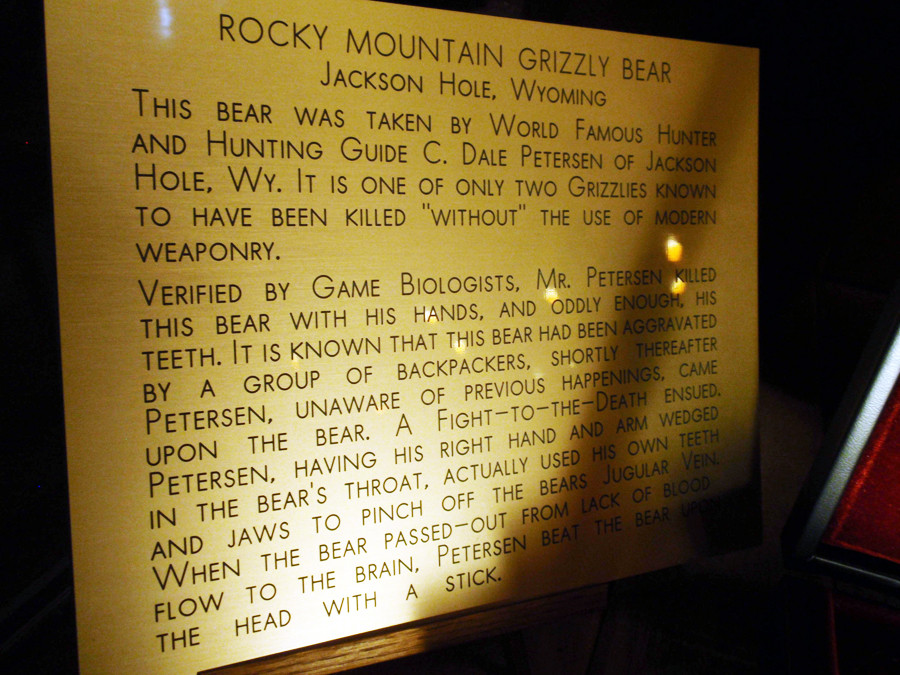 ROCKY MOUNTAIN GRIZZLY BEAR
JACKSON HOLE, WYOMING
THIS BEAR WAS TAKEN BY WORLD FAMOUS HUNTER
AND HUNTING GUIDE C. DALE PETERSEN OF JACKSON
HOLE, WY. IT IS ONE OF ONLY TWO GRIZZLIES KNOWN
TO HAVE BEEN KILLED "WITHOUT" THE USE OF MODERN
WEAPONRY.
VERIFIED BY GAME BIOLOGISTS, MR. PETERSEN KILLED
THIS BEAR WITH HIS HANDS, AND ODDLY ENOUGH, HIS
TEETH. IT IS KNOWN THAT THIS BEAR HAD BEEN AGGRAVATED
BY A GROUP OF BACKPACKERS, SHORTLY THEREAFTER
PETERSEN, UNAWARE OF PREVIOUS HAPPENINGS, CAME
UPON THE BEAR. A FIGHT-TO-THE-DEATH ENSUED.
PETERSEN, HAVING HIS RIGHT HAND AND ARM WEDGED
IN THE BEAR'S THROAT, ACTUALLY USED HIS OWN TEETH
AND JAWS TO PINCH OFF THE BEARS JUGULAR VEIN.
WHEN THE BEAR PASSED-OUT FROM LACK OF BLOOD
FLOW TO THE BRAIN, PETERSEN BEAT THE BEAR UPON
THE HEAD WITH A STICK.